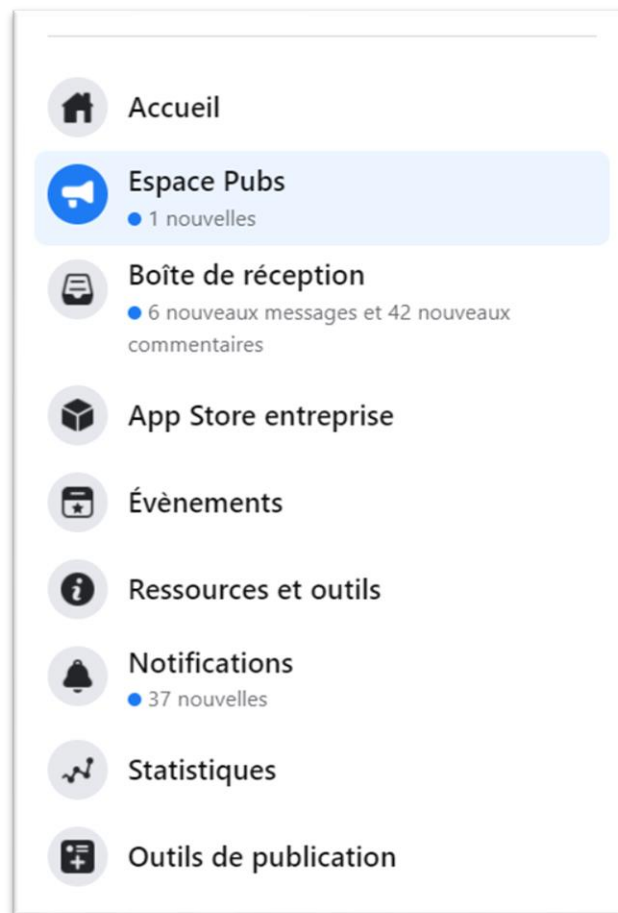 Accueil
Espace Pubs
1 nouvelles
Boîte de réception
6 nouveaux messages et 42 nouveaux
commentaires
App Store entreprise
Évènements
Ressources et outils
Notifications
37 nouvelles
Statistiques
Outils de publication